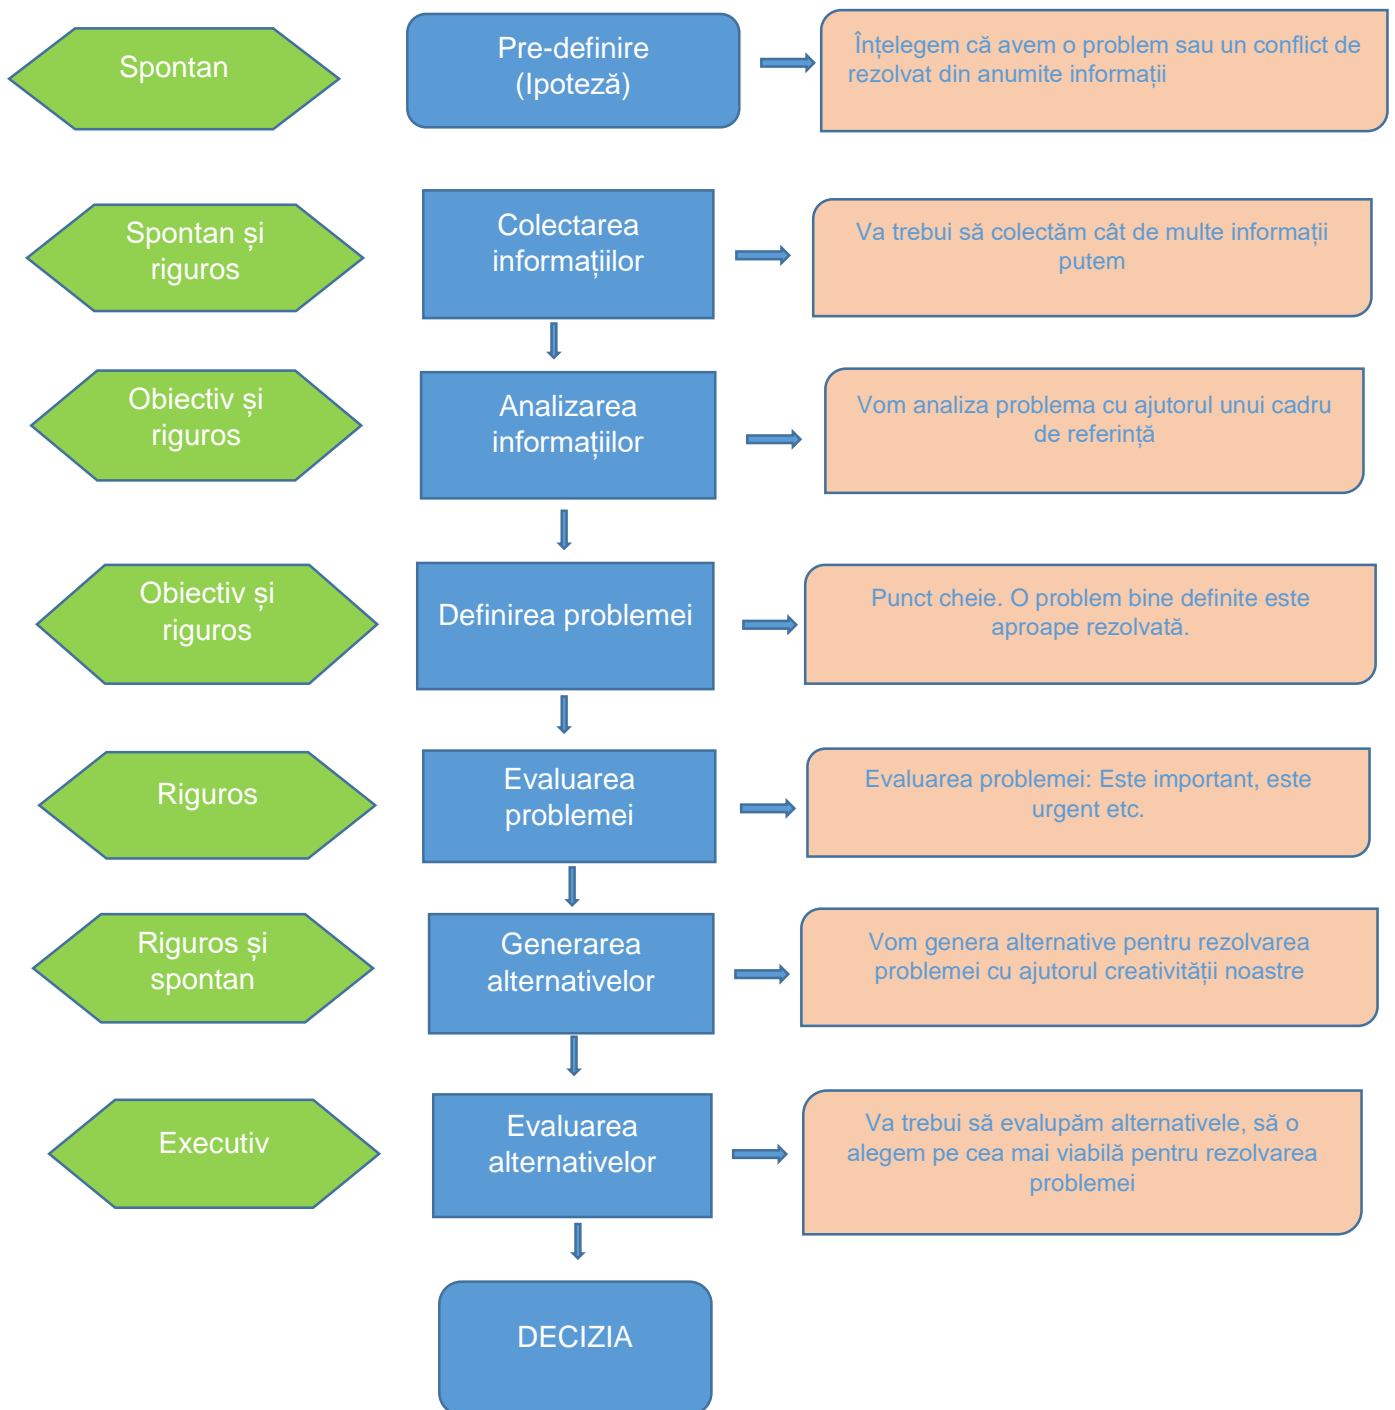 Spontan
Pre-definire
(Ipoteză)
Înțelegem că avem o problem sau un conflict de
rezolvat din anumite informații
Spontan și
riguros
Colectarea
informațiilor
Va trebui să colectăm cât de multe informații
putem
Obiectiv și
riguros
Analizarea
informațiilor
Vom analiza problema cu ajutorul unui cadru
de referință
Obiectiv și
riguros
Definirea problemei
Punct cheie. O problem bine definite este
aproape rezolvată.
Riguros
Evaluarea
problemei
Evaluarea problemei: Este important, este
urgent etc.
Riguros și
spontan
Generarea
alternativelor
Vom genera alternative pentru rezolvarea
problemei cu ajutorul creativității noastre
Executiv
Evaluarea
alternativelor
Va trebui să evalupăm alternativele, să o
alegem pe cea mai viabilă pentru rezolvarea
problemei
DECIZIA